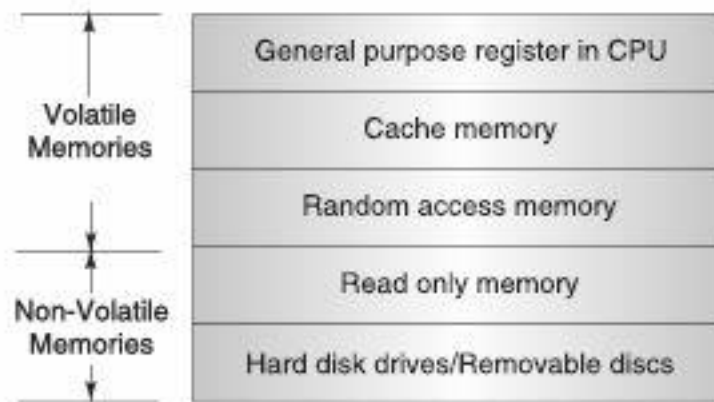 General purpose register in CPU
Volatile
Memories
Cache memory
Random access memory
Read only memory
Non-Volatile
Memories
Hard disk drives/Removable discs